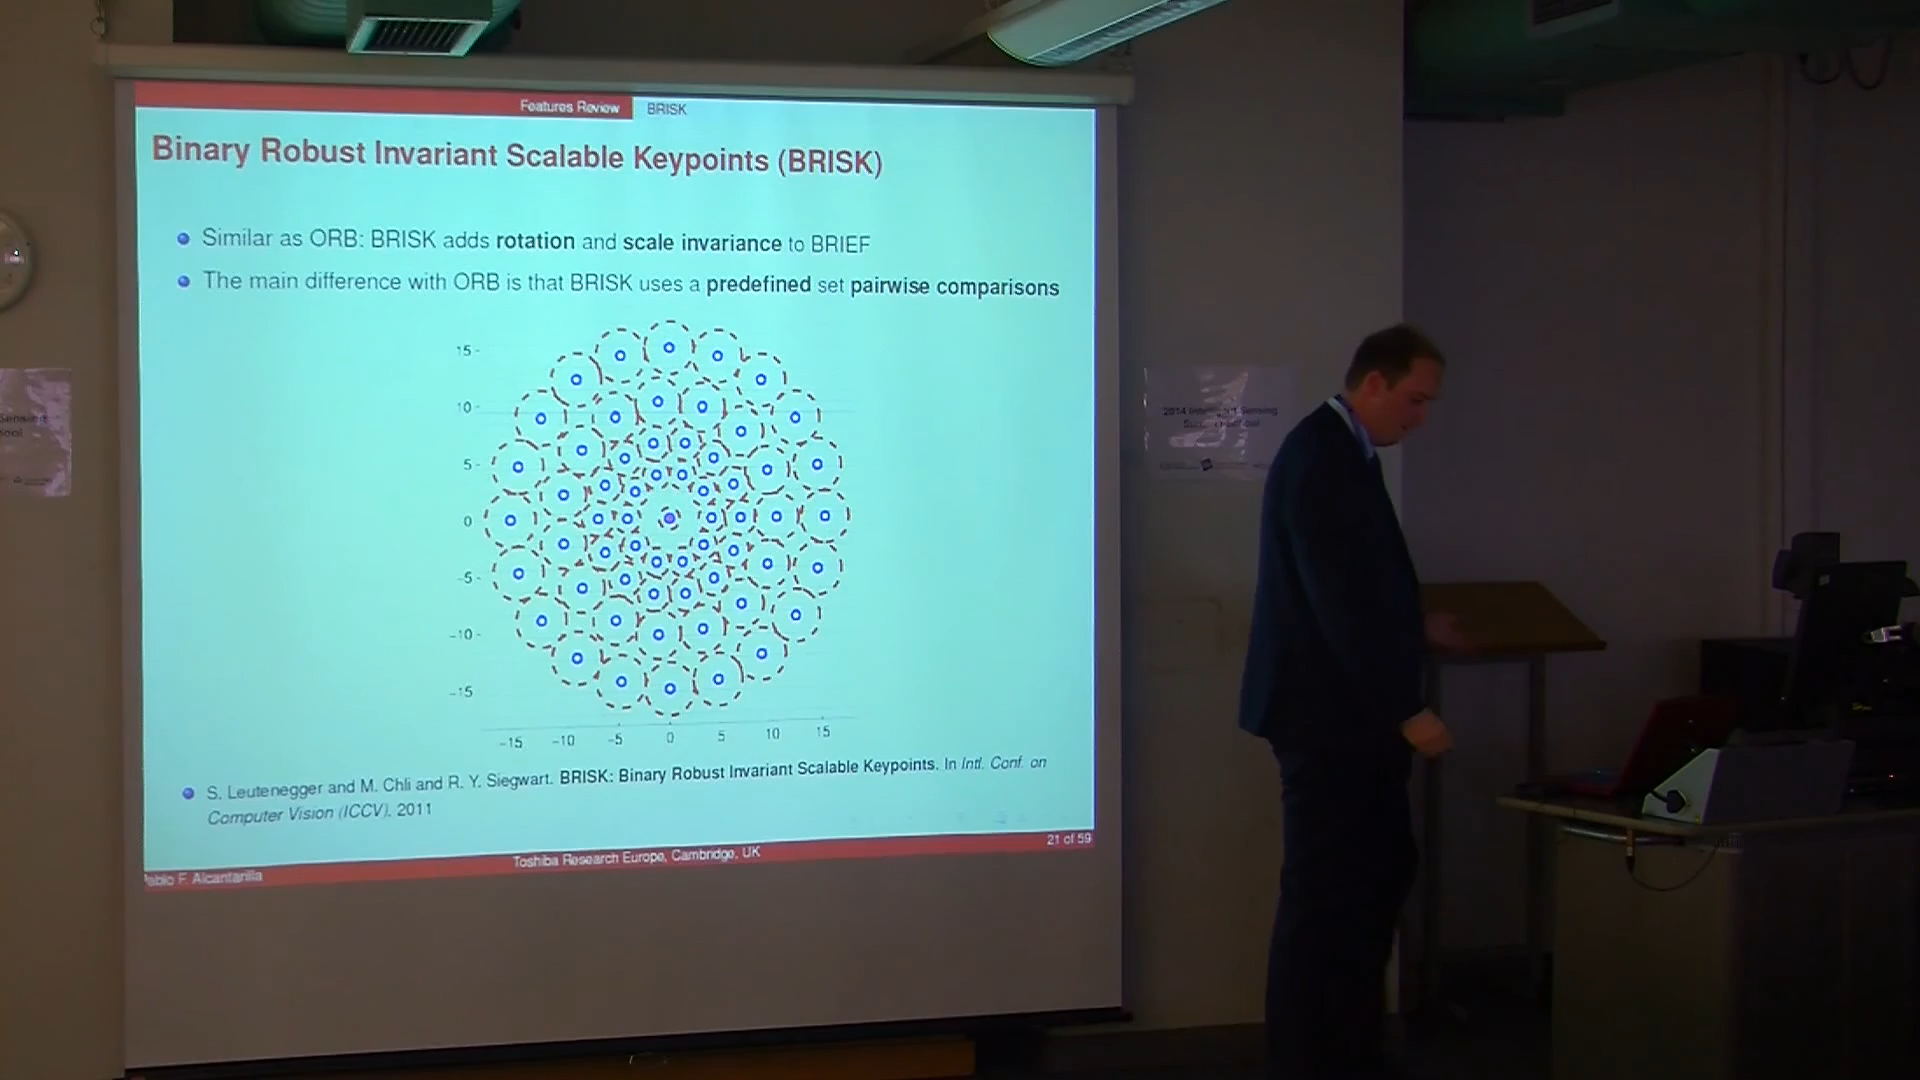 Features Review BRISK
Binary Robust Invariant Scalable Keypoints (BRISK)
Similar as ORB: BRISK adds rotation and scale invariance to BRIEF
The main difference with ORB is that BRISK uses a predefined set pairwise comparisons
15
10
5
0
-5
-10
-15
-15 -10 -5 0 5 10 15
S. Leutenegger and M. Chli and R. Y. Siegwart. BRISK: Binary Robust Invariant Scalable Keypoints. In Intl. Conf. on
Computer Vision (ICCV), 2011
21 of 59
Toshiba Research Europe, Cambridge, UK
Pablo F. Alcantarilla
2014 Sensing